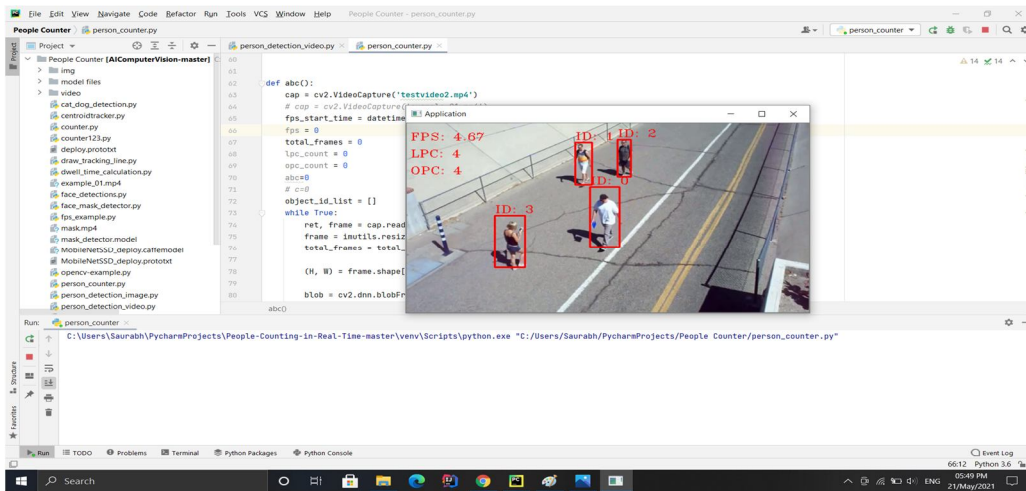 File Edit View Navigate Code Refactor Run Tools VCS Window Help People Counter - person_counter.py
People Counter person_counter.py person_counter
Project person_detection_video.py person_counter.py
People Counter [AIComputerVision-master]
img
model files
video
cat_dog_detection.py
centroidtracker.py
counter.py
counter123.py
deploy.prototxt
draw_tracking_line.py
dwell_time_calculation.py
example_01.mp4
face_detections.py
face_mask_detector.py
fps_example.py
mask.mp4
mask_detector.model
MobileNetSSD_deploy.caffemodel
MobileNetSSD_deploy.prototxt
opencv-example.py
person_counter.py
person_detection_image.py
person_detection_video.py
14 14
60
61
62 def abc():
63 cap = cv2.VideoCapture('testvideo2.mp4')
64 # cap = cv2.VideoCapture(
65 fps_start_time = datetime
66 fps = 0
67 total_frames = 0
68 lpc_count = 0
69 opc_count = 0
70 abc=0
71 # c=0
72 object_id_list = []
73 while True:
74 ret, frame = cap.read
75 frame = imutils.resiz
76 total_frames = total_
77
78 (H, W) = frame.shape[
79
80 blob = cv2.dnn.blobFr
abc()
Application
FPS: 4.67
LPC: 4
OPC: 4
ID: 1
ID: 2
ID: 0
ID: 3
Run: person_counter
C:\Users\Saurabh\PycharmProjects\People-Counting-in-Real-Time-master\venv\Scripts\python.exe "C:/Users/Saurabh/PycharmProjects/People Counter/person_counter.py"
Project
Structure
Favorites
Run TODO Problems Terminal Python Packages Python Console Event Log
66:12 Python 3.6
Search ENG 05:49 PM
21/May/2021